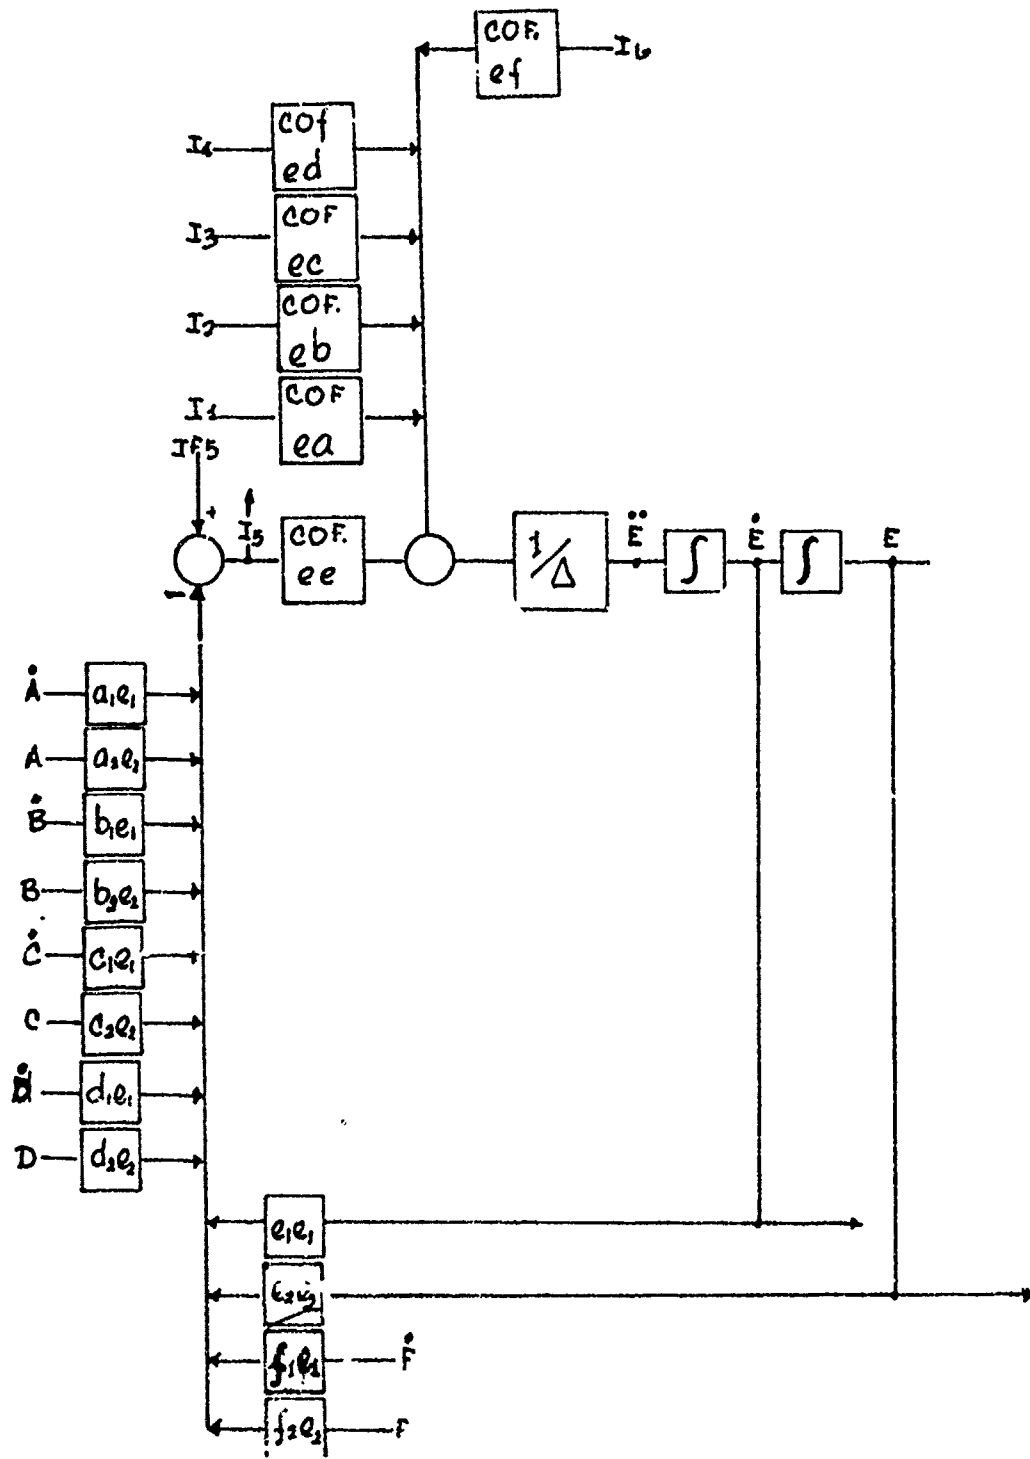 COF.
ef
I6
I4
COf
ed
I3
COF
ec
I2
COF.
eb
I1
COF
ea
If5
+
I5
COF.
ee
1/Δ
Ë
∫
Ė
∫
E
−
Ȧ
a₁e₁
A
a₂e₂
Ḃ
b₁e₁
B
b₂e₂
Ċ
c₁e₁
C
c₂e₂
Ḋ
d₁e₁
D
d₂e₂
e₁e₁
e₂e₂
f₁e₁
Ḟ
f₂e₂
F